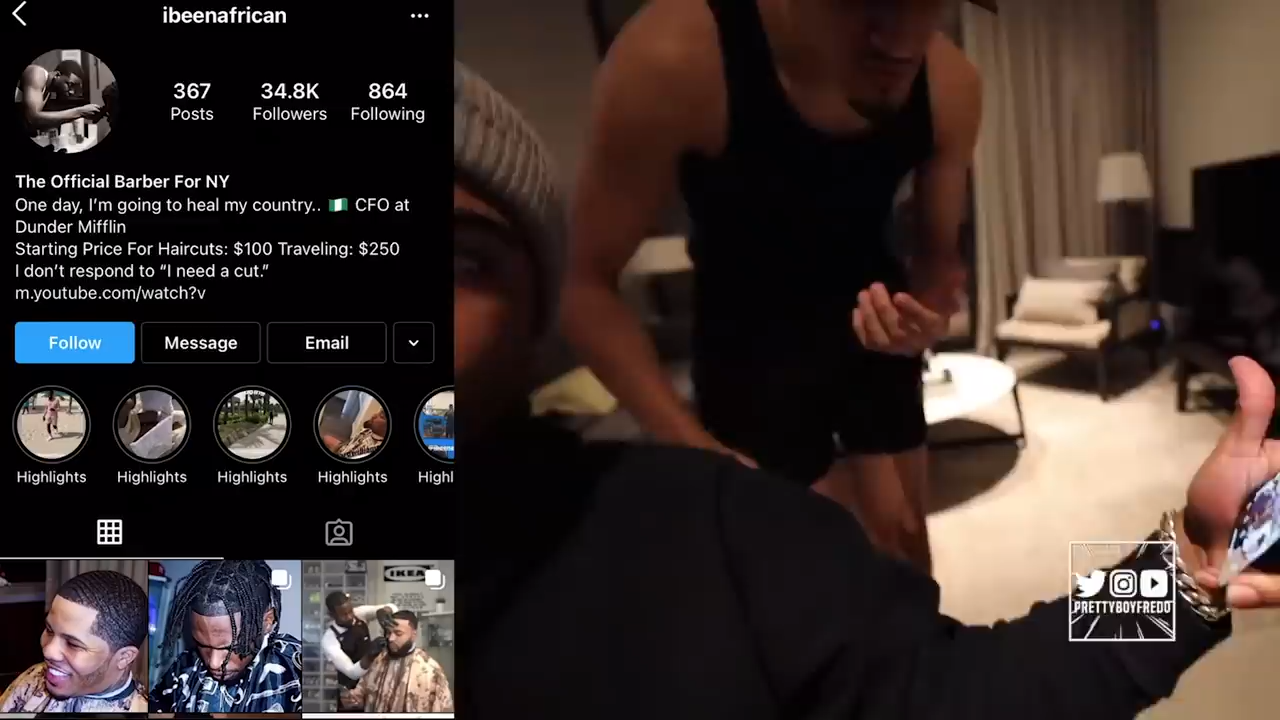 ibeenafrican
367
Posts
34.8K
Followers
864
Following
The Official Barber For NY
One day, I'm going to heal my country.. 🇳🇬 CFO at
Dunder Mifflin
Starting Price For Haircuts: $100 Traveling: $250
I don't respond to "I need a cut."
m.youtube.com/watch?v
Follow
Message
Email
Highlights
Highlights
Highlights
Highlights
Highl
IKEA
PRETTYBOYFREDO